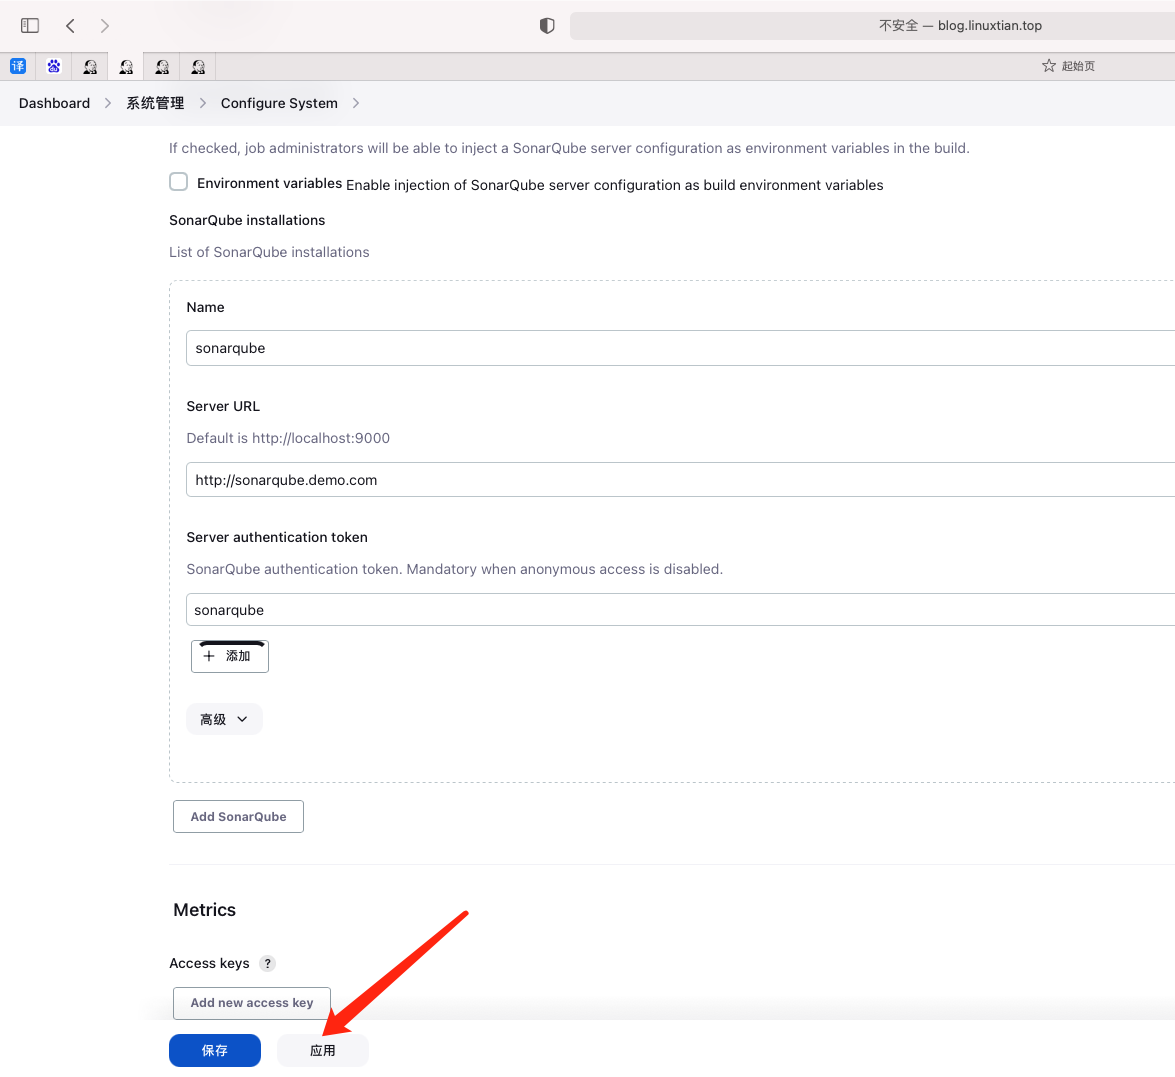 不安全 — blog.linuxtian.top
译
起始页
Dashboard 系统管理 Configure System
If checked, job administrators will be able to inject a SonarQube server configuration as environment variables in the build.
Environment variables Enable injection of SonarQube server configuration as build environment variables
SonarQube installations
List of SonarQube installations
Name
sonarqube
Server URL
Default is http://localhost:9000
http://sonarqube.demo.com
Server authentication token
SonarQube authentication token. Mandatory when anonymous access is disabled.
sonarqube
+ 添加
高级
Add SonarQube
Metrics
Access keys ?
Add new access key
保存 应用